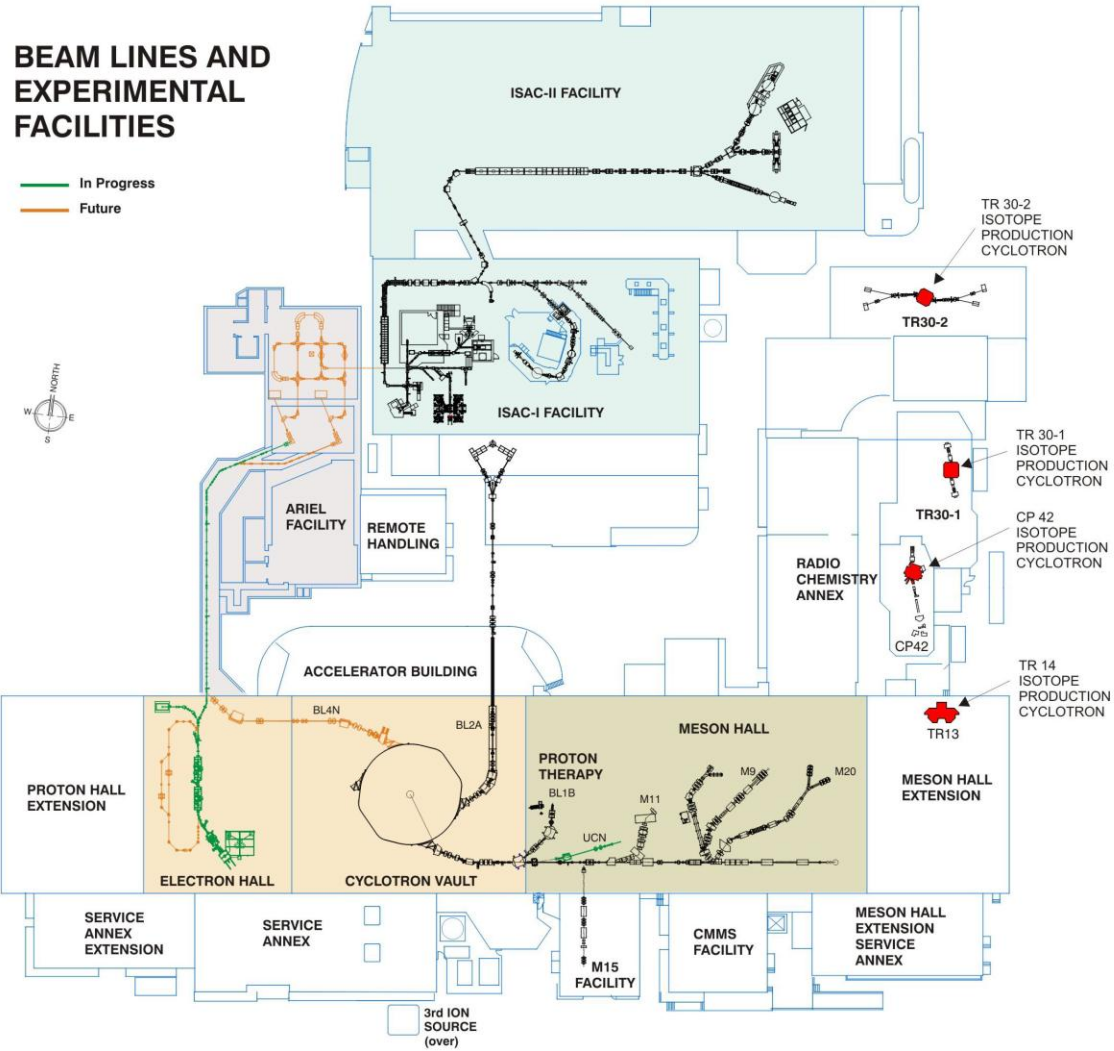 BEAM LINES AND
EXPERIMENTAL
FACILITIES
In Progress
Future
ISAC-II FACILITY
TR 30-2
ISOTOPE
PRODUCTION
CYCLOTRON
TR30-2
NORTH
W
E
S
ISAC-I FACILITY
TR 30-1
ISOTOPE
PRODUCTION
CYCLOTRON
TR30-1
ARIEL
FACILITY
REMOTE
HANDLING
CP 42
ISOTOPE
PRODUCTION
CYCLOTRON
RADIO
CHEMISTRY
ANNEX
CP42
ACCELERATOR BUILDING
TR 14
ISOTOPE
PRODUCTION
CYCLOTRON
TR13
BL4N
BL2A
MESON HALL
PROTON HALL
EXTENSION
PROTON
THERAPY
BL1B
M11
M9
M20
MESON HALL
EXTENSION
UCN
ELECTRON HALL
CYCLOTRON VAULT
SERVICE
ANNEX
EXTENSION
SERVICE
ANNEX
M15
FACILITY
CMMS
FACILITY
MESON HALL
EXTENSION
SERVICE
ANNEX
3rd ION
SOURCE
(over)